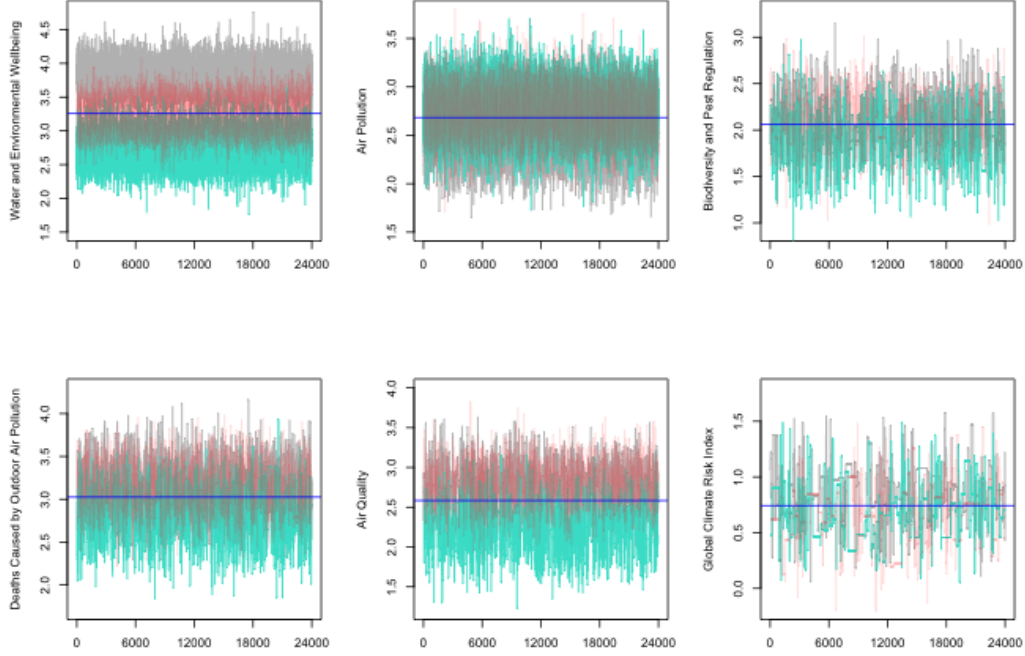 Water and Environmental Wellbeing
4.5
4.0
3.5
3.0
2.5
2.0
1.5
0 6000 12000 18000 24000
Air Pollution
3.5
3.0
2.5
2.0
1.5
0 6000 12000 18000 24000
Biodiversity and Pest Regulation
3.0
2.5
2.0
1.5
1.0
0 6000 12000 18000 24000
Deaths Caused by Outdoor Air Pollution
4.0
3.5
3.0
2.5
2.0
0 6000 12000 18000 24000
Air Quality
4.0
3.5
3.0
2.5
2.0
1.5
0 6000 12000 18000 24000
Global Climate Risk Index
1.5
1.0
0.5
0.0
0 6000 12000 18000 24000